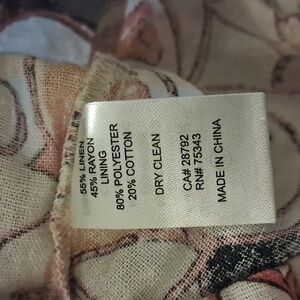 55% LINEN
45% RAYON
LINING
80% POLYESTER
20% COTTON
DRY CLEAN
CA# 28792
RN# 75343
MADE IN CHINA